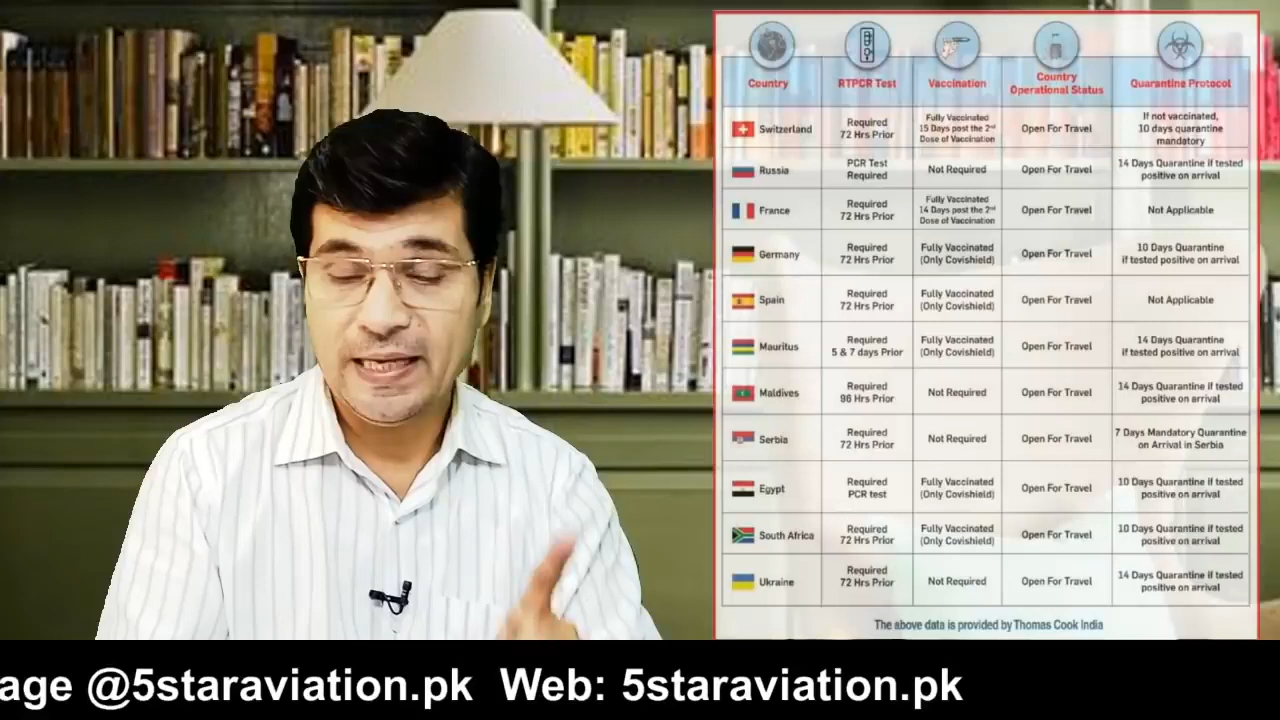 Country RTPCR Test Vaccination Country Operational Status Quarantine Protocol
Switzerland Required 72 Hrs Prior Fully Vaccinated 15 Days post the 2nd Dose of Vaccination Open For Travel If not vaccinated, 10 days quarantine mandatory
Russia PCR Test Required Not Required Open For Travel 14 Days Quarantine if tested positive on arrival
France Required 72 Hrs Prior Fully Vaccinated 14 Days post the 2nd Dose of Vaccination Open For Travel Not Applicable
Germany Required 72 Hrs Prior Fully Vaccinated (Only Covishield) Open For Travel 10 Days Quarantine if tested positive on arrival
Spain Required 72 Hrs Prior Fully Vaccinated (Only Covishield) Open For Travel Not Applicable
Mauritus Required 5 & 7 days Prior Fully Vaccinated (Only Covishield) Open For Travel 14 Days Quarantine if tested positive on arrival
Maldives Required 96 Hrs Prior Not Required Open For Travel 14 Days Quarantine if tested positive on arrival
Serbia Required 72 Hrs Prior Not Required Open For Travel 7 Days Mandatory Quarantine on Arrival in Serbia
Egypt Required PCR test Fully Vaccinated (Only Covishield) Open For Travel 10 Days Quarantine if tested positive on arrival
South Africa Required 72 Hrs Prior Fully Vaccinated (Only Covishield) Open For Travel 10 Days Quarantine if tested positive on arrival
Ukraine Required 72 Hrs Prior Not Required Open For Travel 14 Days Quarantine if tested positive on arrival
The above data is provided by Thomas Cook India
age @5staraviation.pk Web: 5staraviation.pk